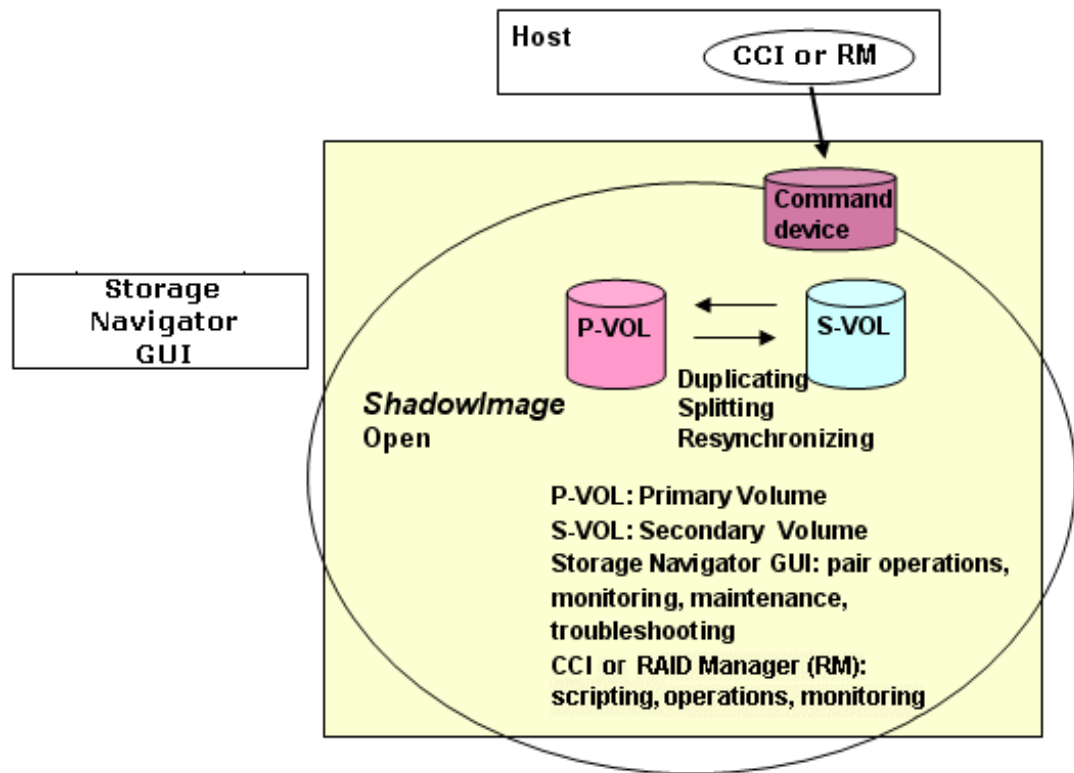 Host
CCI or RM
Command
device
Storage
Navigator
GUI
P-VOL
S-VOL
Duplicating
Splitting
Resynchronizing
ShadowImage
Open
P-VOL: Primary Volume
S-VOL: Secondary Volume
Storage Navigator GUI: pair operations,
monitoring, maintenance,
troubleshooting
CCI or RAID Manager (RM):
scripting, operations, monitoring